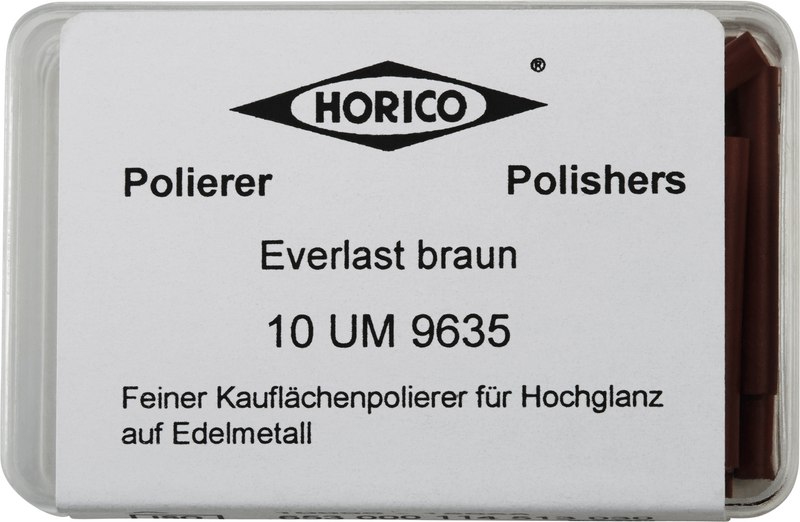 HORICO ®
Polierer Polishers
Everlast braun
10 UM 9635
Feiner Kauflächenpolierer für Hochglanz
auf Edelmetall